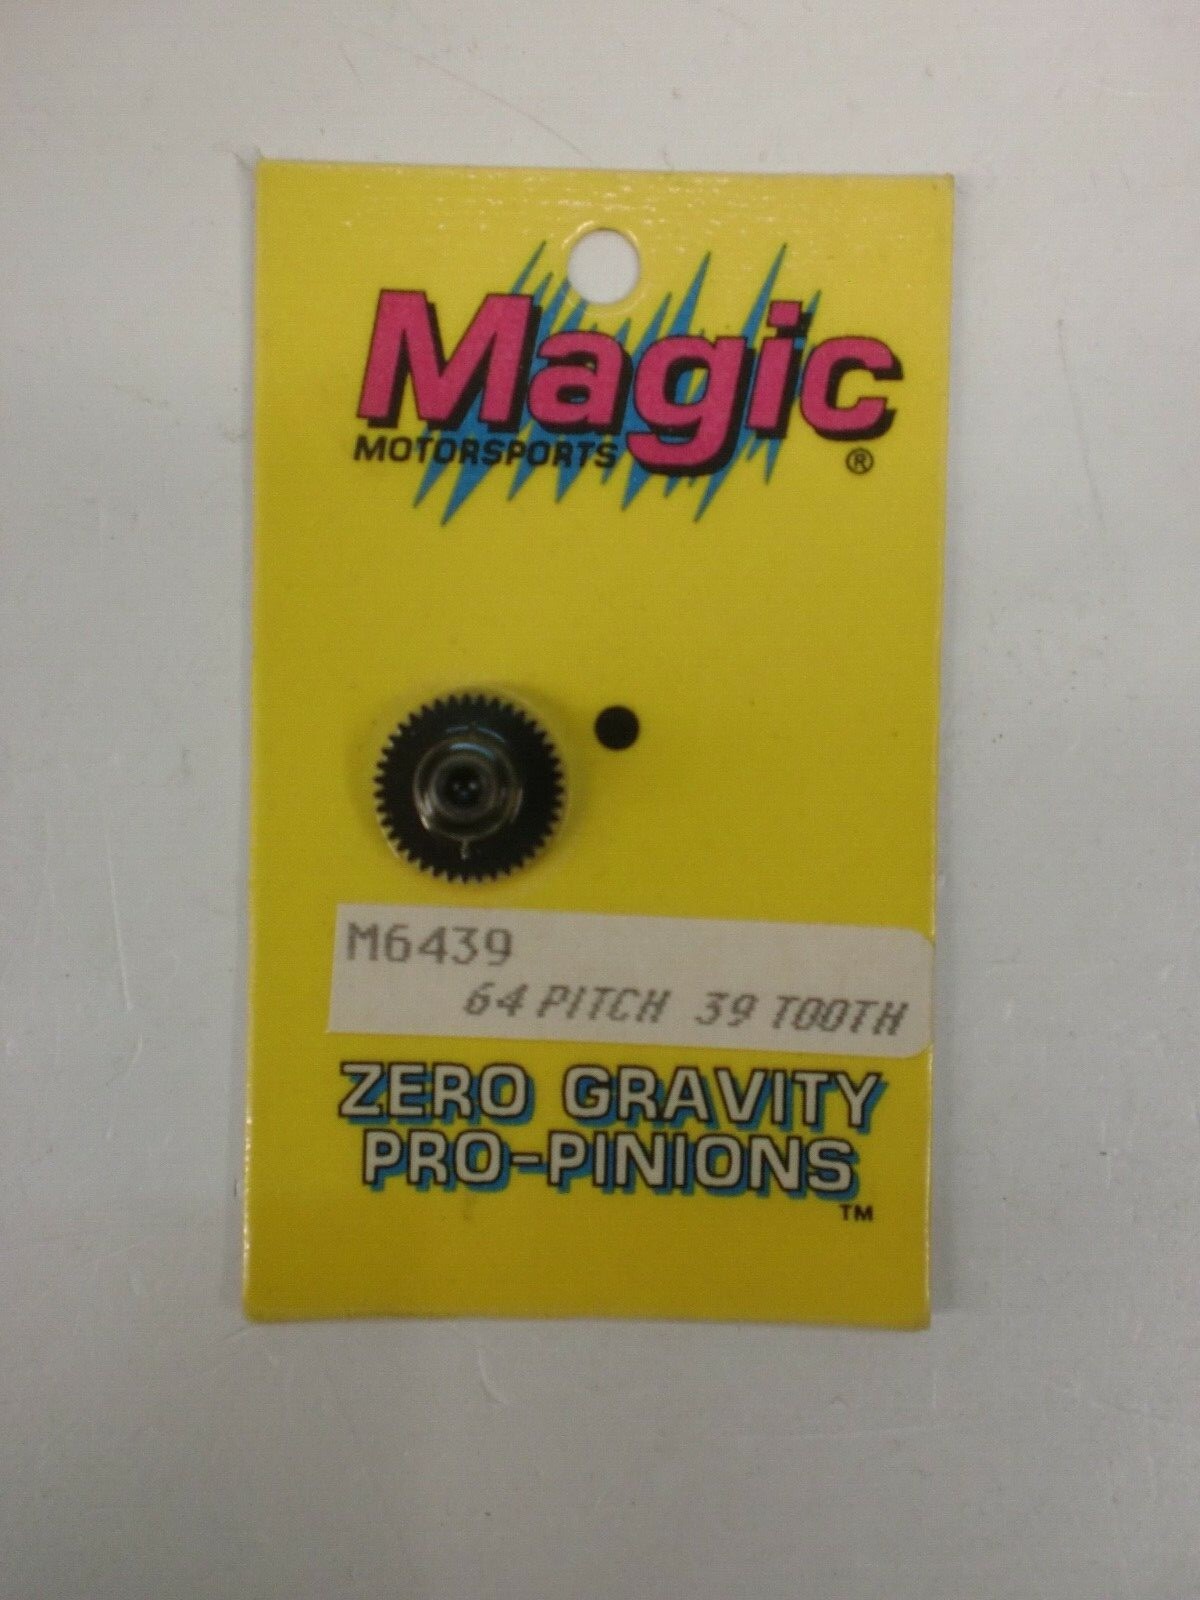 Magic
MOTORSPORTS
®
M6439
64 PITCH 39 TOOTH
ZERO GRAVITY
PRO-PINIONS
TM